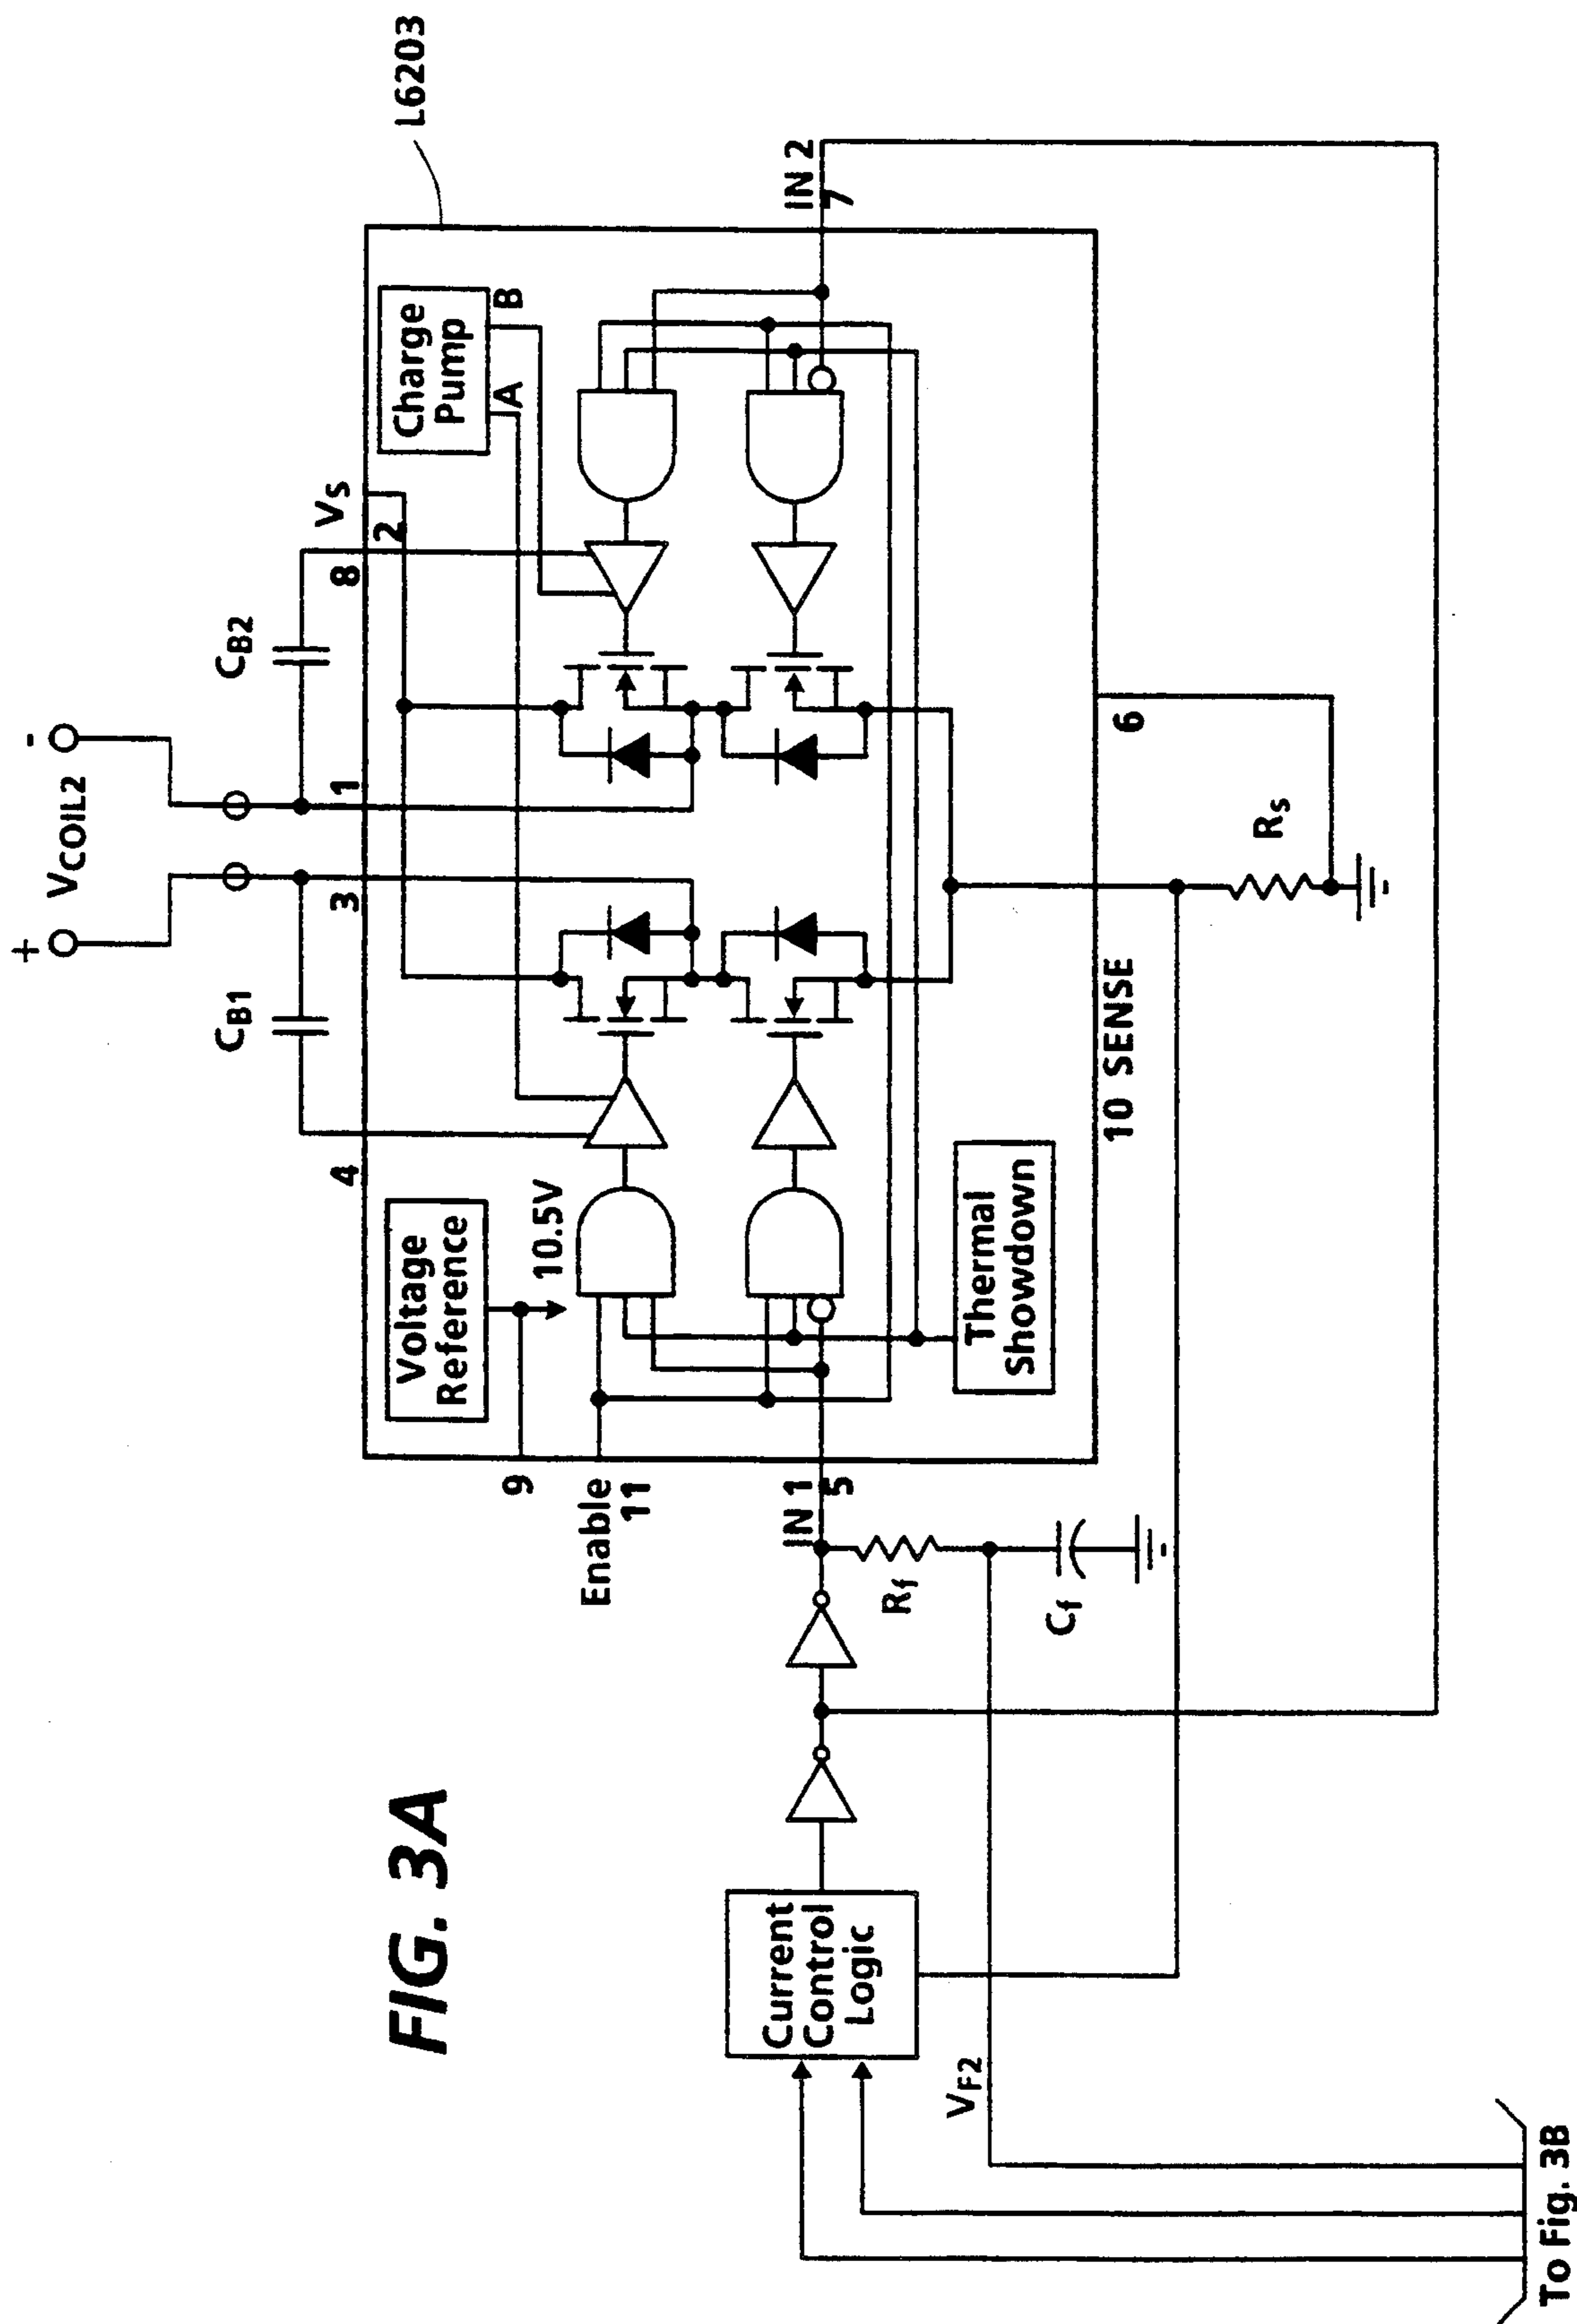 FIG. 3A
+
VCOIL2
-
CB1
CB2
4
3
1
8
VS
2
L6203
Voltage
Reference
10.5V
Charge
Pump
A
B
9
Enable
11
IN 1
5
IN 2
7
Thermal
Showdown
10 SENSE
6
Rf
Cf
RS
Current
Control
Logic
VF2
To Fig. 3B